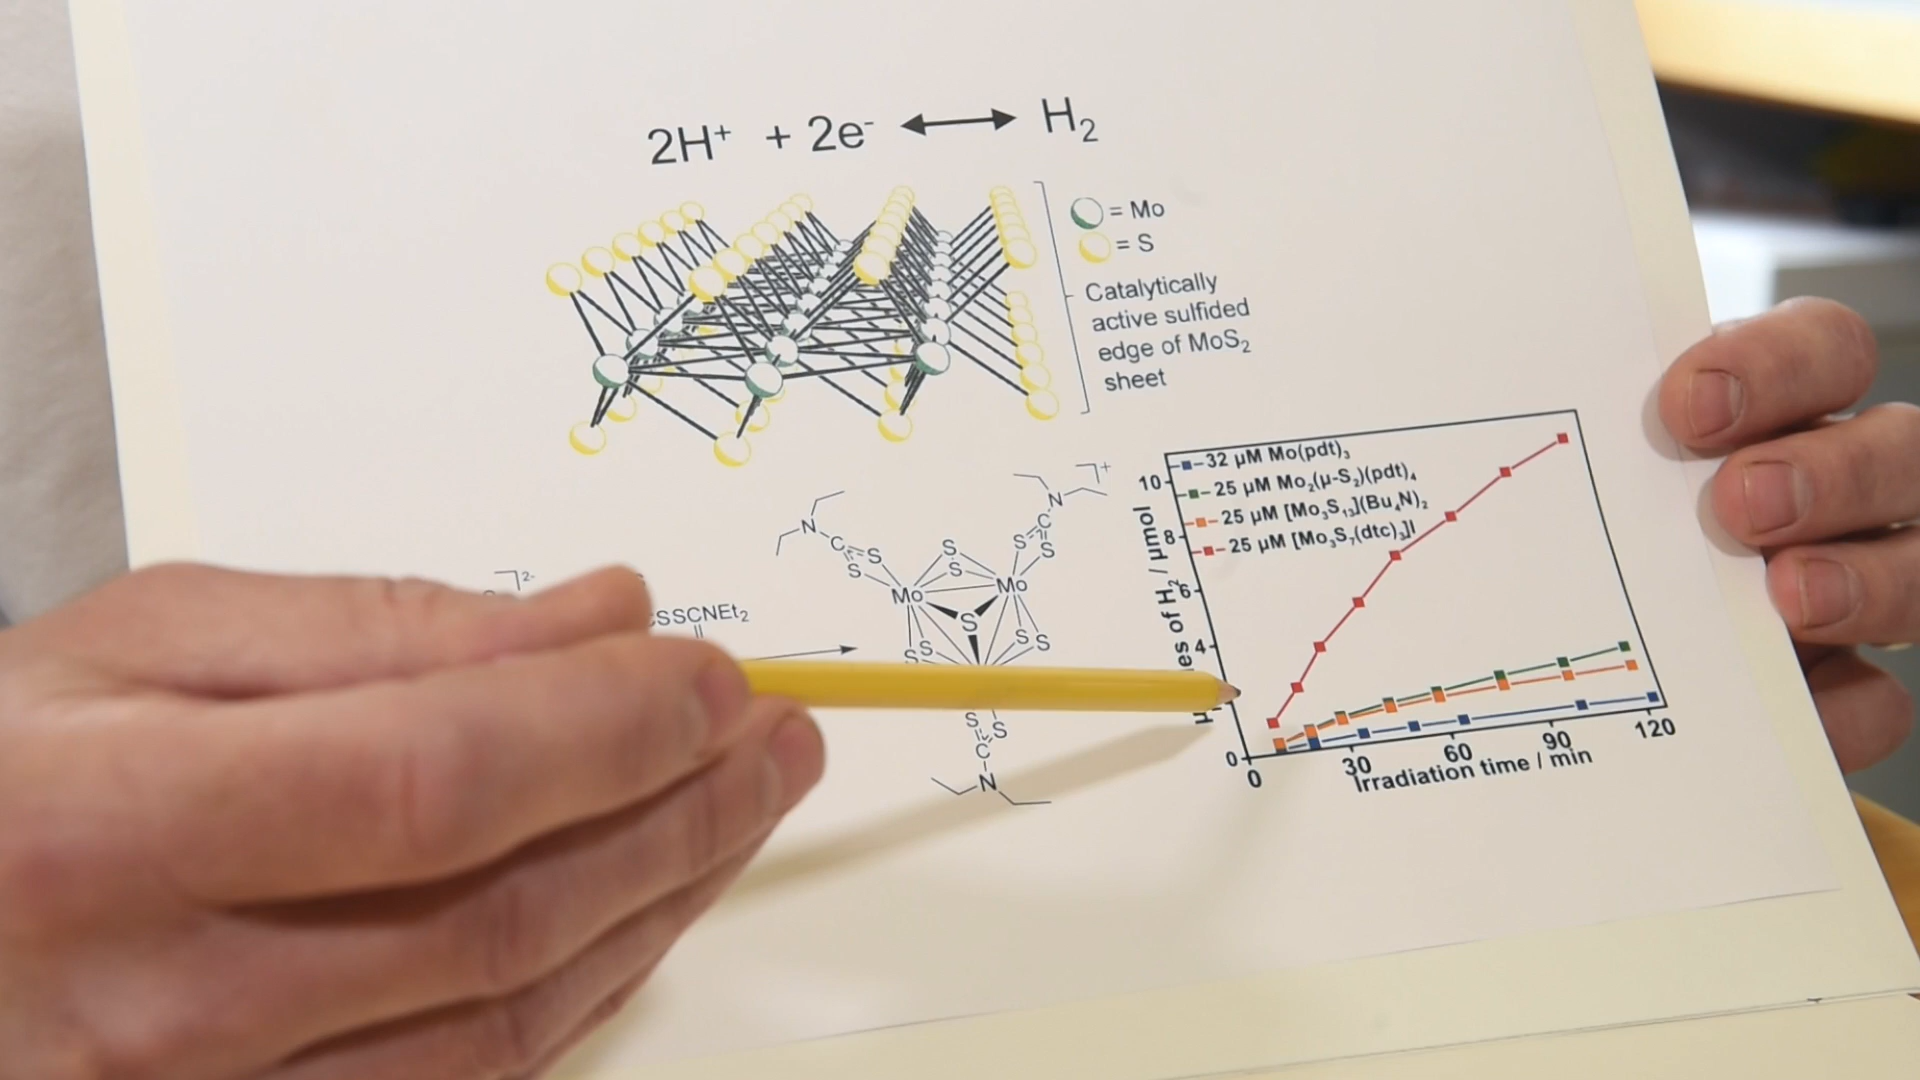 2H⁺ + 2e⁻ ↔ H₂
= Mo
= S
Catalytically
active sulfided
edge of MoS₂
sheet
2-
SSCNEt₂
N
C
S
S
S
S
N
C
S
S
+
Mo
Mo
S
S
S
S
S
S
S
S
C
N
32 µM Mo(pdt)₃
25 µM Mo₂(µ-S₂)(pdt)₄
25 µM [Mo₃S₁₃](Bu₄N)₂
25 µM [Mo₃S₇(dtc)₃]I
10
8
6
4
0
of H₂ / µmol
0
30
60
90
120
Irradiation time / min